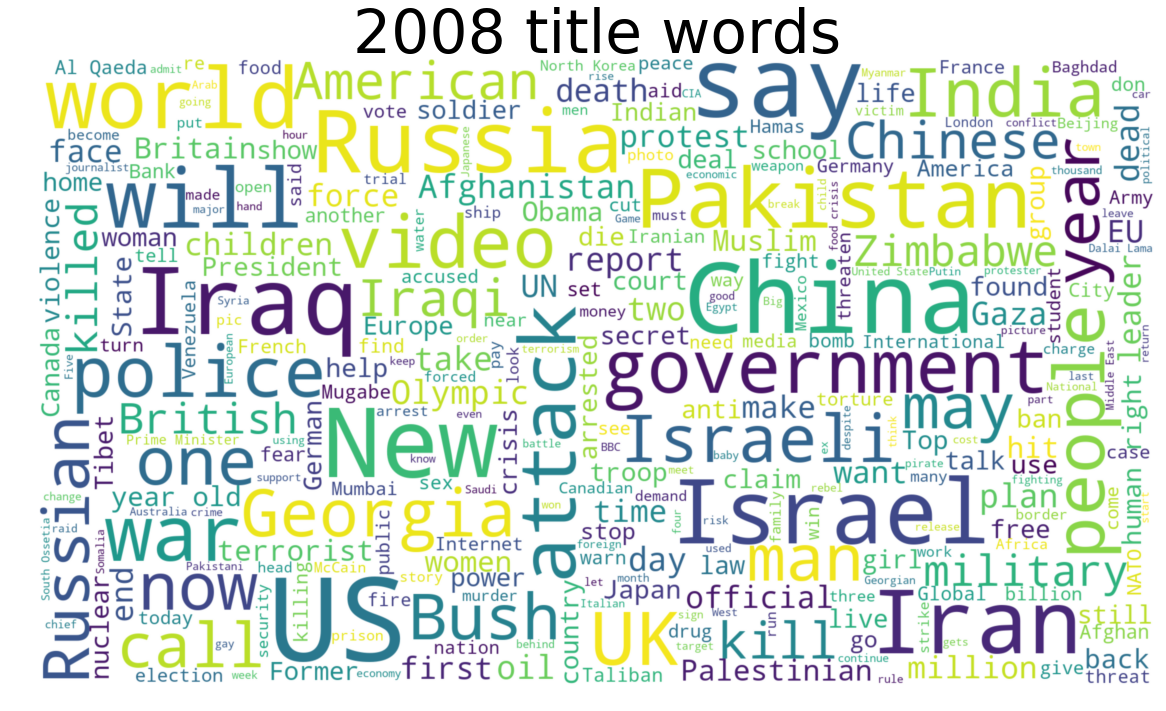 2008 title words
Al Qaeda
admit
re
food
American
North Korea
peace
rise
death
aid
CIA
say
life
Myanmar
France
India
Baghdad
don
car
world
Arab
going
put
vote
soldier
Russia
men
Indian
victim
London
conflict
Beijing
dead
political
become
face
Britain
show
hour
said
Japanese
protest
Hamas
Chinese
town
photo
deal
school
journalist
Bank
economic
weapon
Germany
America
thousand
home
will
made
open
major
hand
force
trial
Afghanistan
Pakistan
break
child
food crisis
group
year
Army
leave
EU
Dalai Lama
another
water
ship
Obama
cut
Game
must
violence
killed
woman
tell
children
video
die
Iranian
Muslim
threaten
Zimbabwe
President
report
fight
State
accused
UN
set
court
way
United State
Putin
protester
found
student
City
Iraq
Syria
Iraqi
near
money
two
China
good
Egypt
Big
Mexico
Gaza
human right
leader
Canada
Venezuela
pic
Europe
attack
secret
need
media
bomb
International
picture
return
turn
French
European
find
order
look
pay
terrorism
arrested
government
charge
Middle East
Five
police
help
keep
take
forced
last
National
people
Mugabe
Olympic
anti
make
torture
may
part
British
German
arrest
even
see
Israeli
despite
think
ban
Russian
Tibet
Prime Minister
using
New
know
crisis
battle
BBC
baby
ex
Top
cost
hit
case
one
fear
support
troop
meet
claim
want
talk
pirate
many
use
fighting
change
year old
Mumbai
sex
Saudi
Canadian
demand
Israel
rebel
plan
come
start
South Ossetia
raid
Australia
crime
Georgia
public
won
time
four
risk
family
win
release
border
free
war
Somalia
terrorist
Internet
stop
foreign
man
girl
work
Africa
NATO
Pakistani
head
McCain
women
warn
day
law
used
Georgian
military
nuclear
end
now
US
story
power
let
month
Japan
official
three
Global
billion
security
killing
fire
murder
Bush
Italian
country
sign
West
run
live
strike
Iran
still
chief
today
call
gay
prison
nation
behind
UK
drug
target
kill
go
gets
Afghan
continue
election
week
Former
economy
first
oil
Taliban
Palestinian
rule
million
give
back
threat